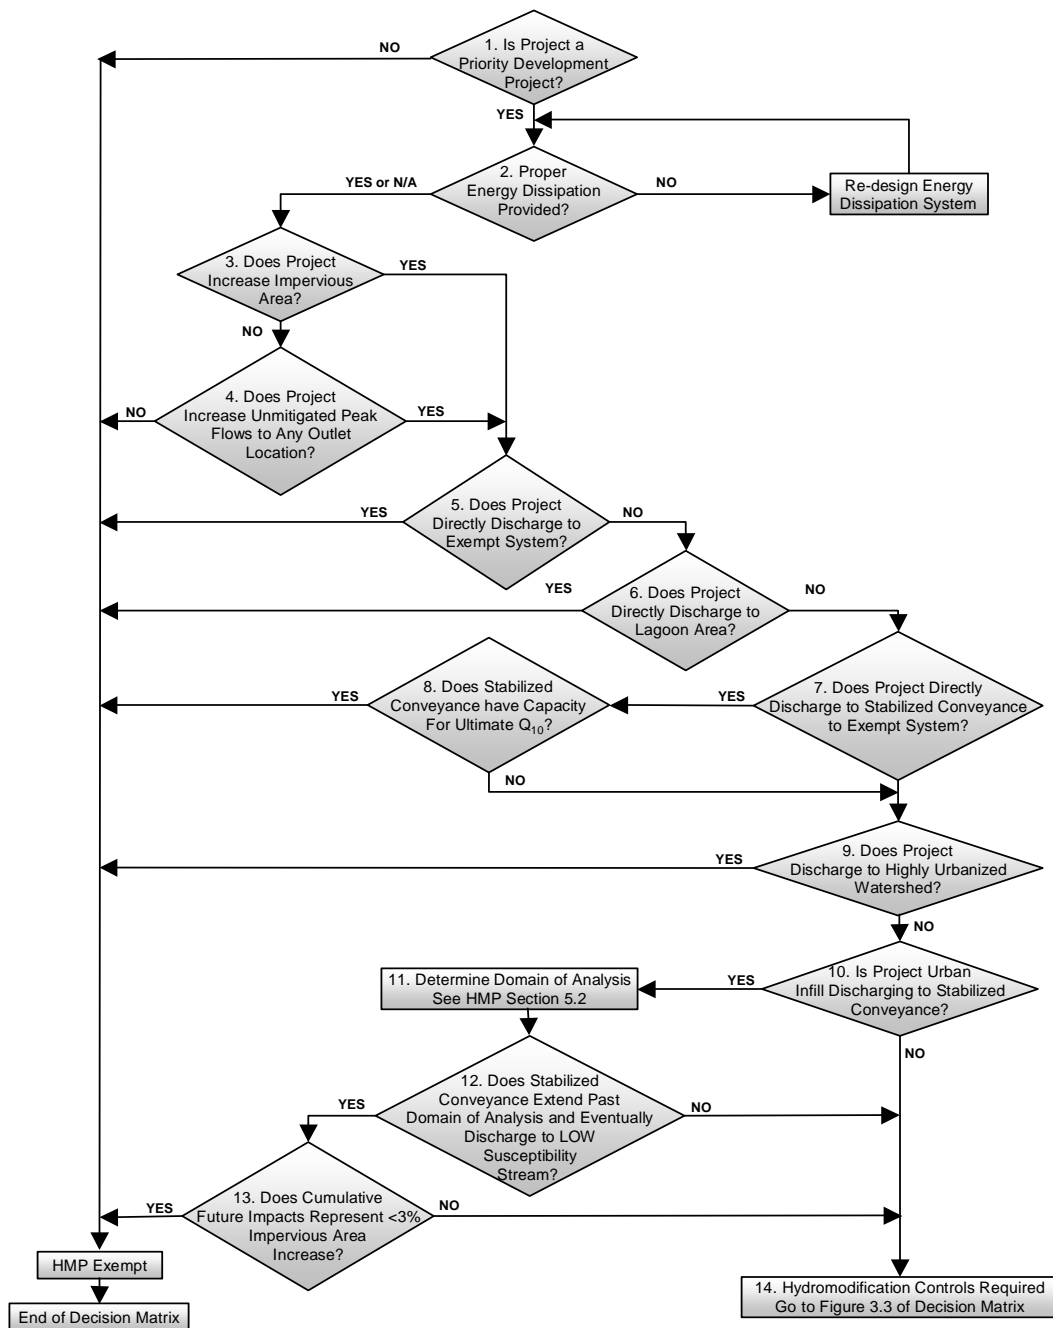 NO
1. Is Project a
Priority Development
Project?
YES
2. Proper
Energy Dissipation
Provided?
YES or N/A
NO
Re-design Energy
Dissipation System
3. Does Project
Increase Impervious
Area?
YES
NO
4. Does Project
Increase Unmitigated Peak
Flows to Any Outlet
Location?
NO
YES
5. Does Project
Directly Discharge to
Exempt System?
YES
NO
6. Does Project
Directly Discharge to
Lagoon Area?
YES
NO
7. Does Project Directly
Discharge to Stabilized Conveyance
to Exempt System?
YES
8. Does Stabilized
Conveyance have Capacity
For Ultimate Q10?
YES
NO
9. Does Project
Discharge to Highly Urbanized
Watershed?
YES
NO
10. Is Project Urban
Infill Discharging to Stabilized
Conveyance?
YES
NO
11. Determine Domain of Analysis
See HMP Section 5.2
12. Does Stabilized
Conveyance Extend Past
Domain of Analysis and Eventually
Discharge to LOW
Susceptibility
Stream?
YES
NO
13. Does Cumulative
Future Impacts Represent <3%
Impervious Area
Increase?
YES
NO
HMP Exempt
End of Decision Matrix
14. Hydromodification Controls Required
Go to Figure 3.3 of Decision Matrix